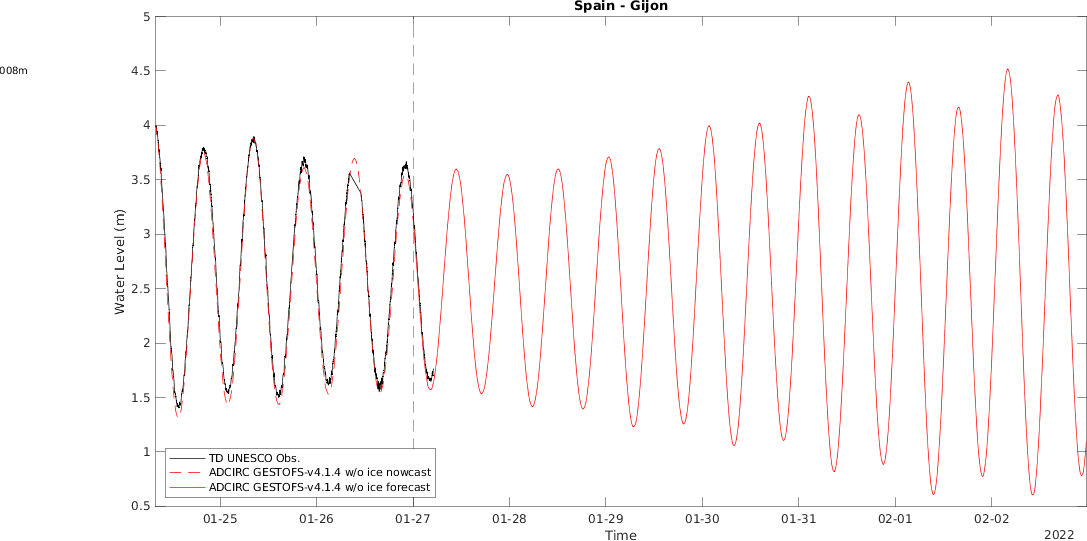 Spain - Gijon
008m
5
4.5
4
3.5
3
2.5
2
1.5
1
0.5
Water Level (m)
TD UNESCO Obs.
ADCIRC GESTOFS-v4.1.4 w/o ice nowcast
ADCIRC GESTOFS-v4.1.4 w/o ice forecast
01-25 01-26 01-27 01-28 01-29 01-30 01-31 02-01 02-02
Time
2022